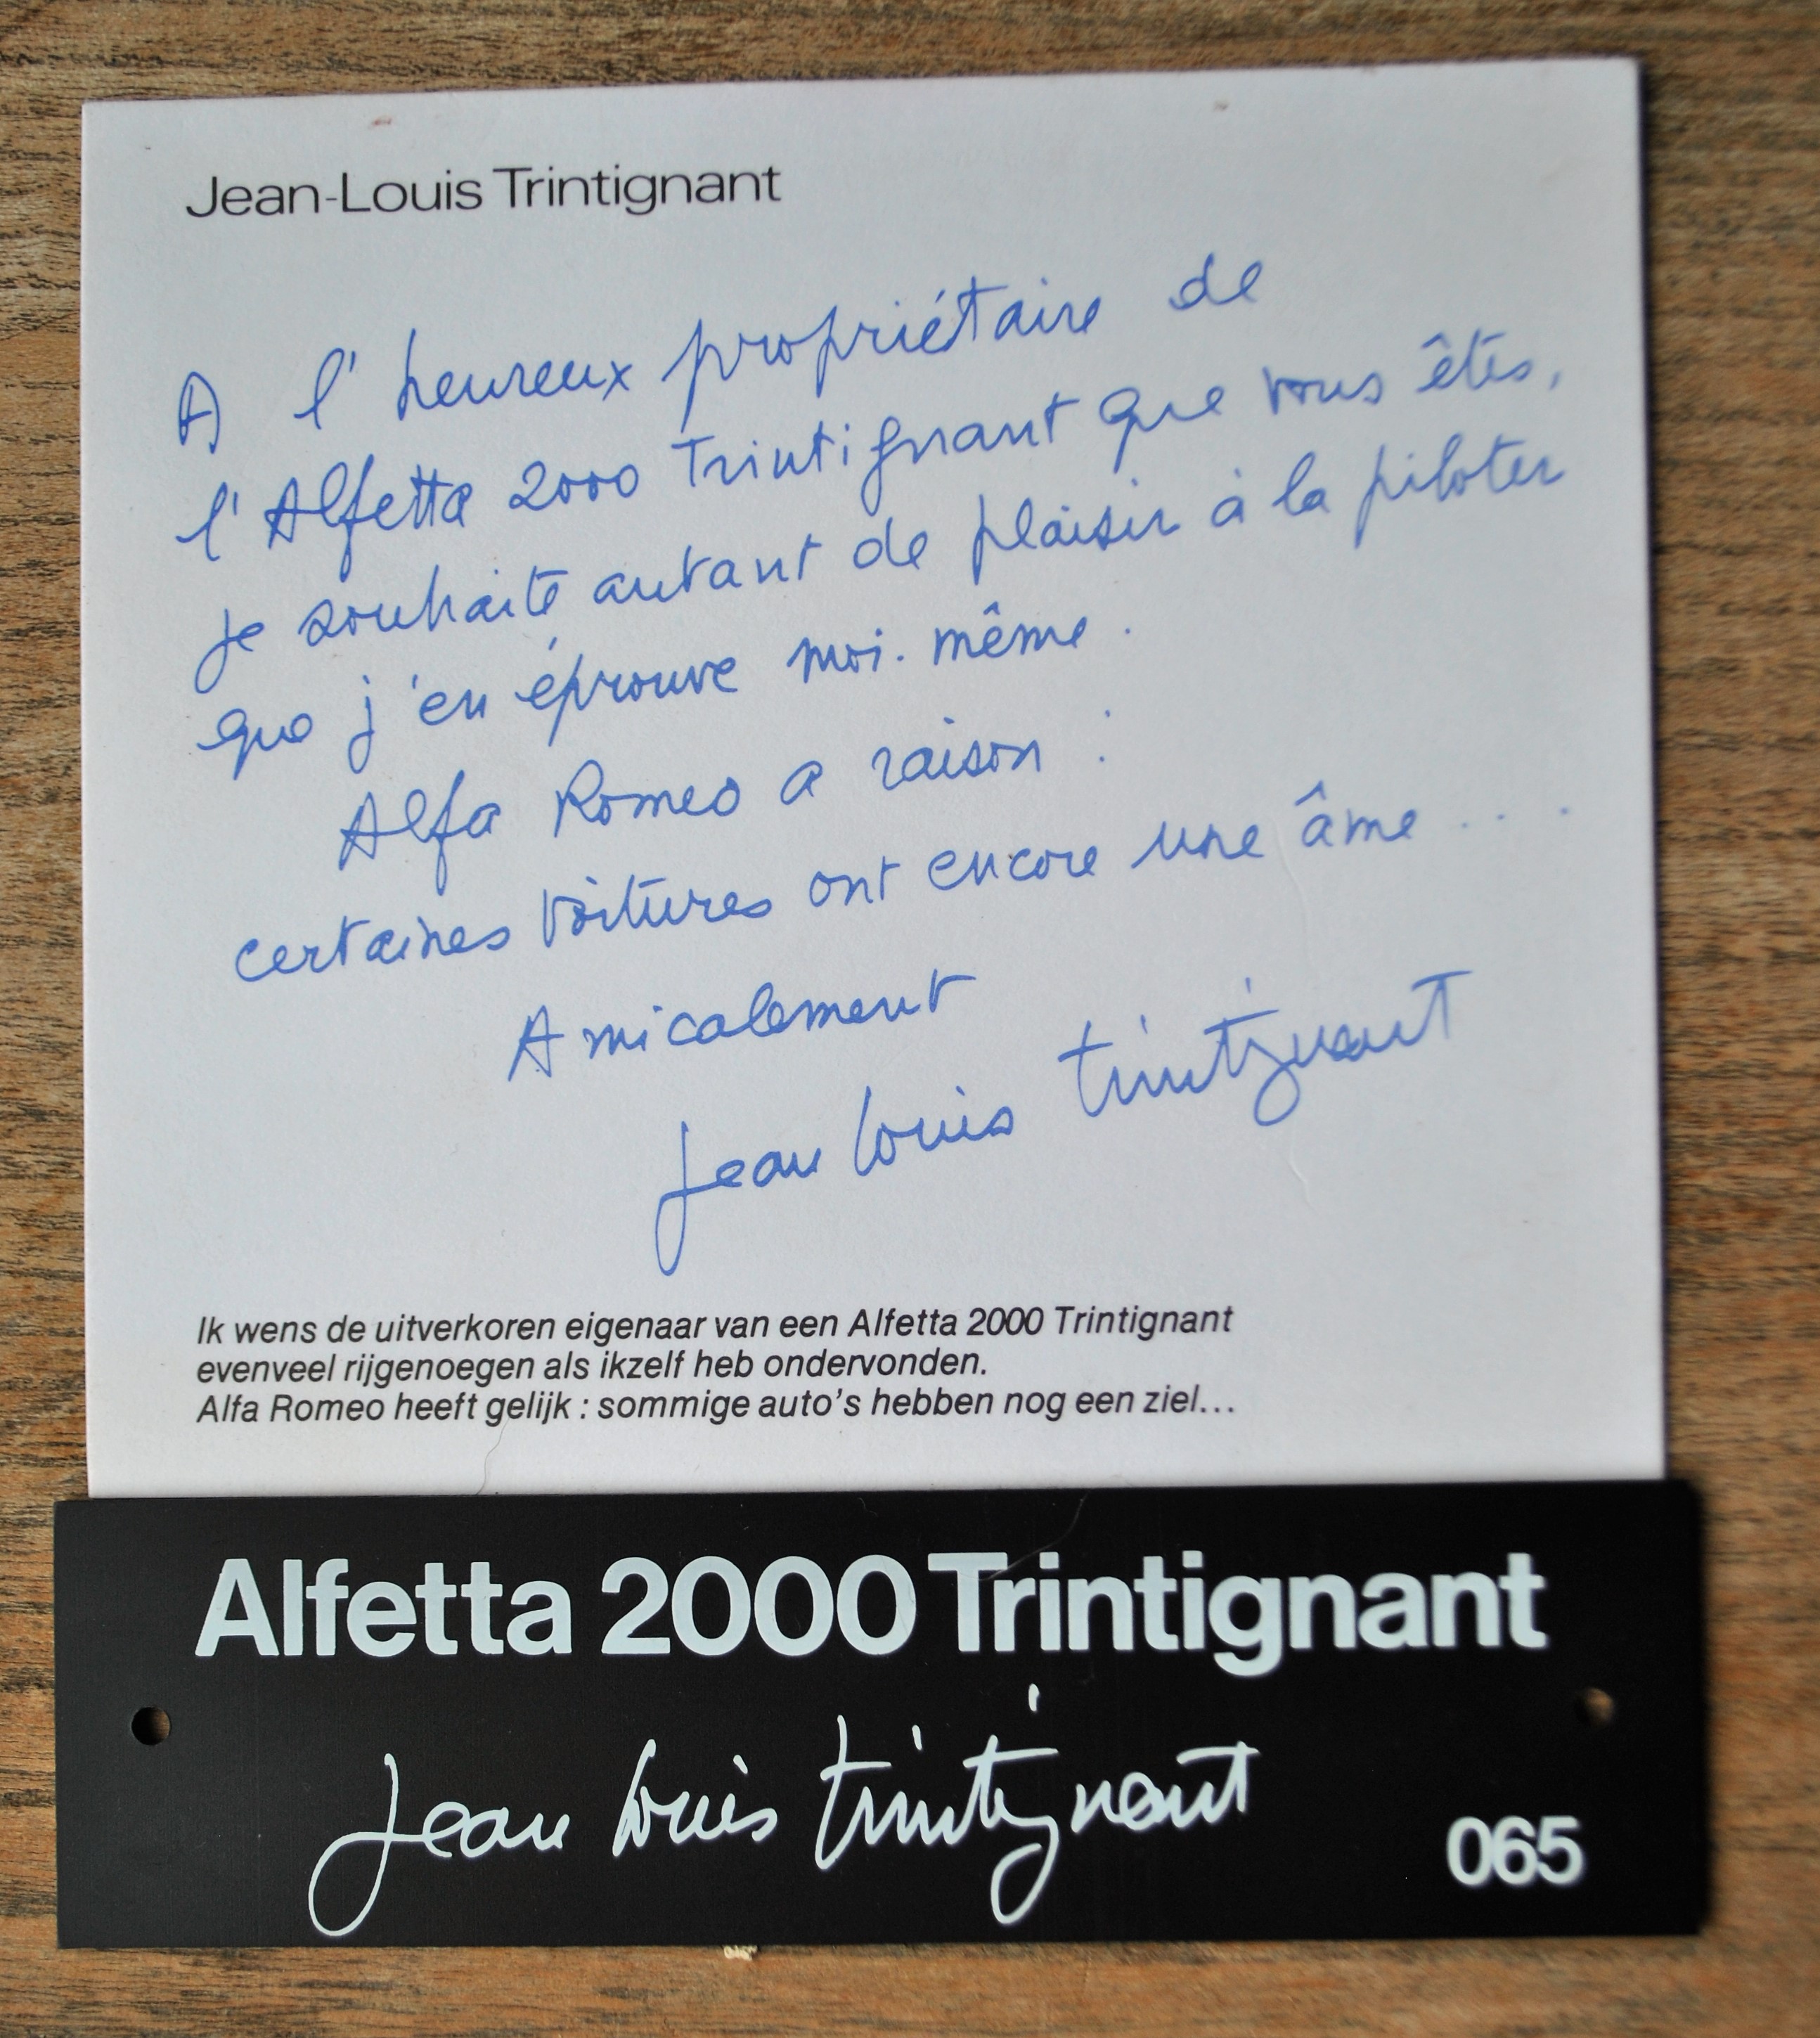 Jean-Louis Trintignant
A l'heureux propriétaire de
l'Alfetta 2000 Trintignant que vous êtes,
je souhaite autant de plaisir à la piloter
que j'en éprouve moi-même.
Alfa Romeo a raison :
certaines voitures ont encore une âme ....
Amicalement
Jean Louis Trintignant
Ik wens de uitverkoren eigenaar van een Alfetta 2000 Trintignant
evenveel rijgenoegen als ikzelf heb ondervonden.
Alfa Romeo heeft gelijk : sommige auto's hebben nog een ziel...
Alfetta 2000 Trintignant
Jean Louis Trintignant
065